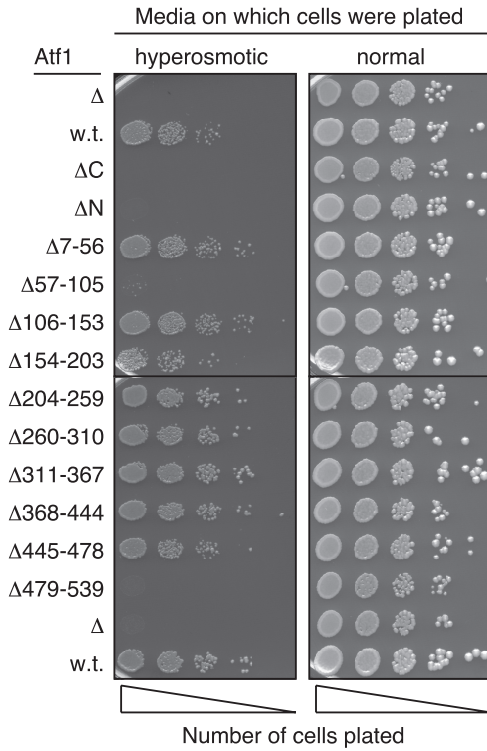 Media on which cells were plated
Atf1 hyperosmotic normal
Δ
w.t.
ΔC
ΔN
Δ7-56
Δ57-105
Δ106-153
Δ154-203
Δ204-259
Δ260-310
Δ311-367
Δ368-444
Δ445-478
Δ479-539
Δ
w.t.
Number of cells plated